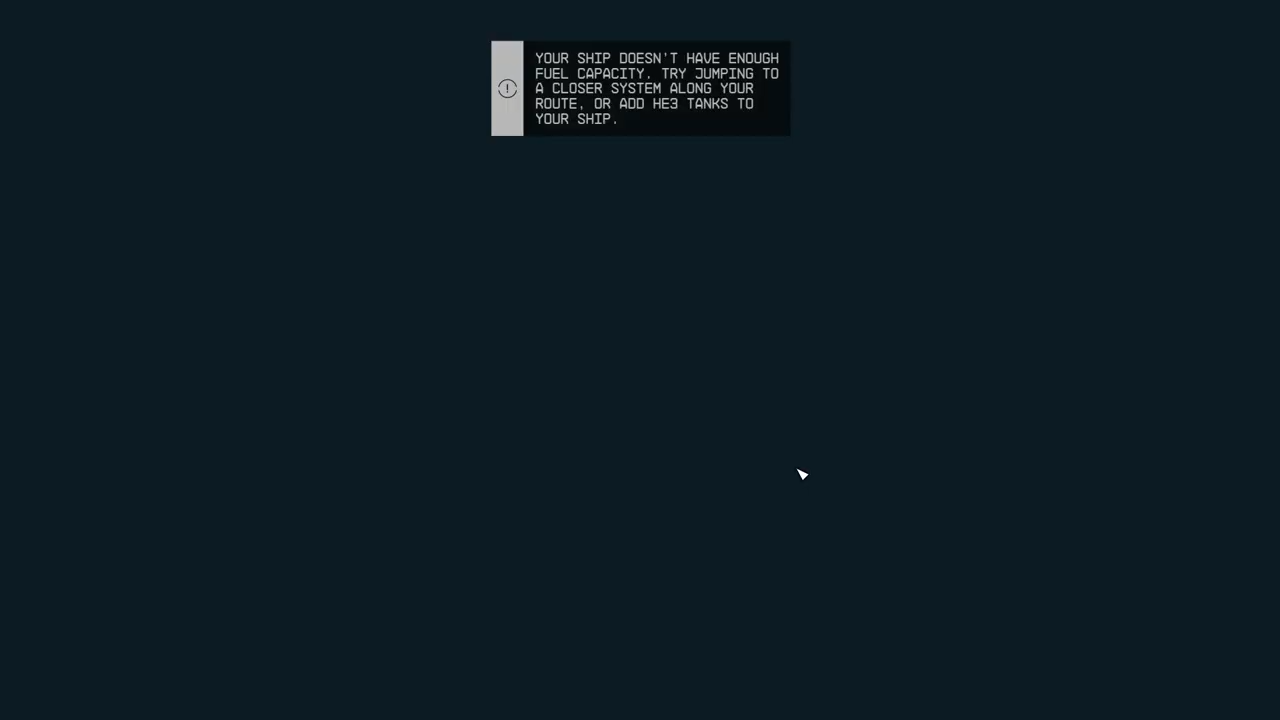 YOUR SHIP DOESN'T HAVE ENOUGH
FUEL CAPACITY. TRY JUMPING TO
A CLOSER SYSTEM ALONG YOUR
ROUTE, OR ADD HE3 TANKS TO
YOUR SHIP.